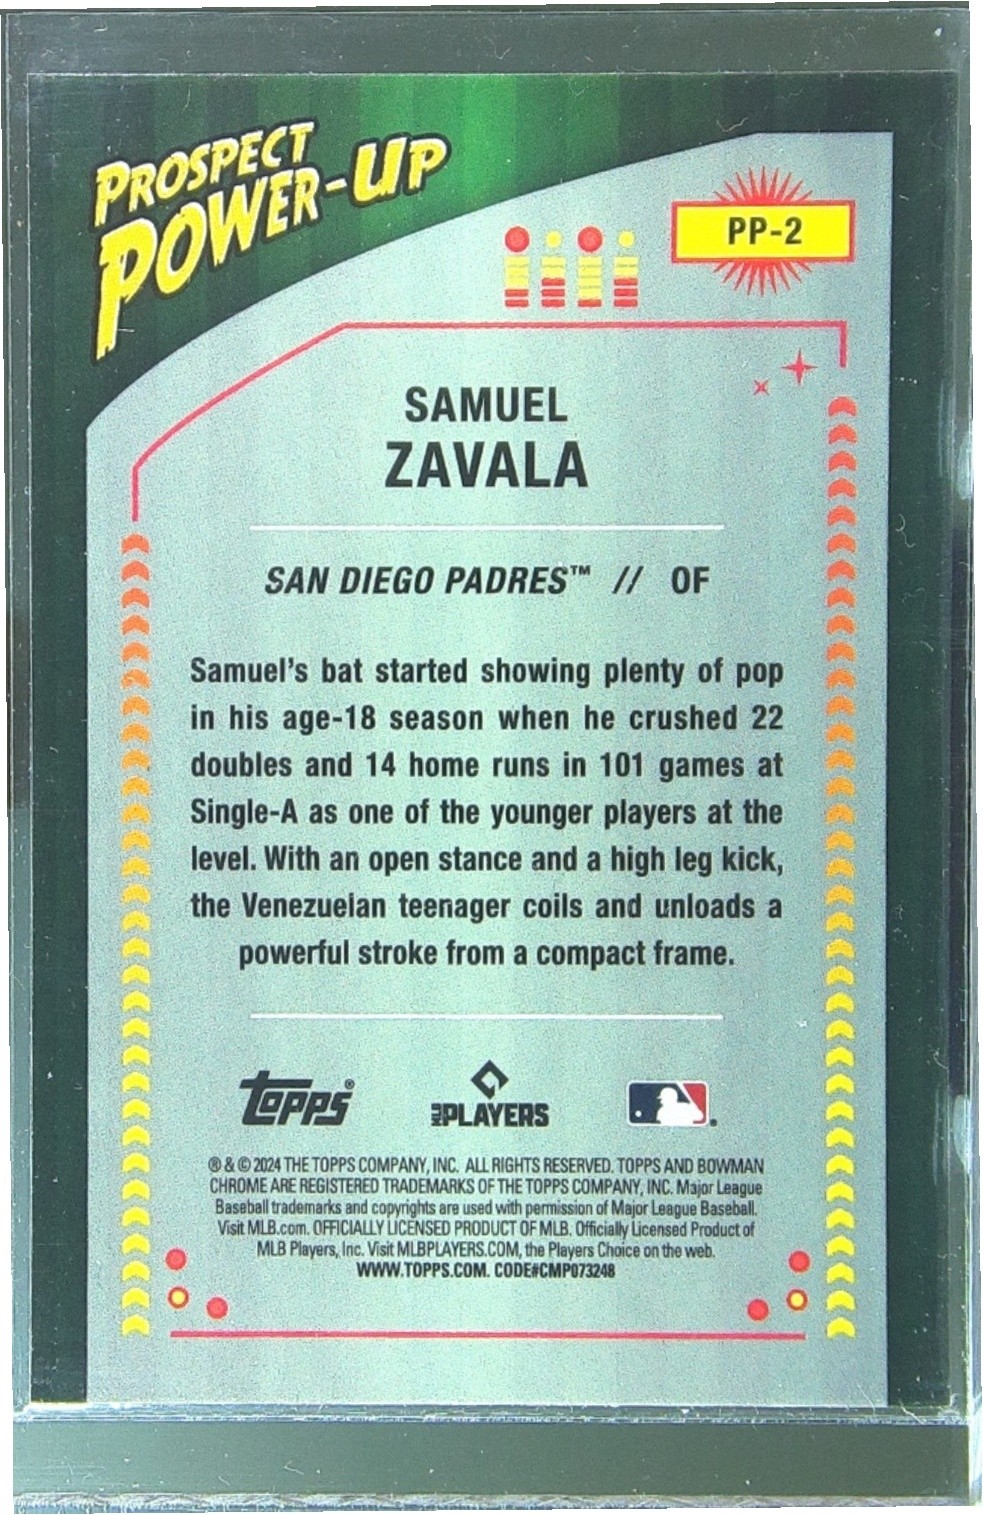 PROSPECT
POWER-UP
PP-2
SAMUEL
ZAVALA
SAN DIEGO PADRES™ // OF
Samuel's bat started showing plenty of pop
in his age-18 season when he crushed 22
doubles and 14 home runs in 101 games at
Single-A as one of the younger players at the
level. With an open stance and a high leg kick,
the Venezuelan teenager coils and unloads a
powerful stroke from a compact frame.
topps® MLB PLAYERS
® & © 2024 THE TOPPS COMPANY, INC. ALL RIGHTS RESERVED. TOPPS AND BOWMAN
CHROME ARE REGISTERED TRADEMARKS OF THE TOPPS COMPANY, INC. Major League
Baseball trademarks and copyrights are used with permission of Major League Baseball.
Visit MLB.com. OFFICIALLY LICENSED PRODUCT OF MLB. Officially Licensed Product of
MLB Players, Inc. Visit MLBPLAYERS.COM, the Players Choice on the web.
WWW.TOPPS.COM. CODE#CMP073248